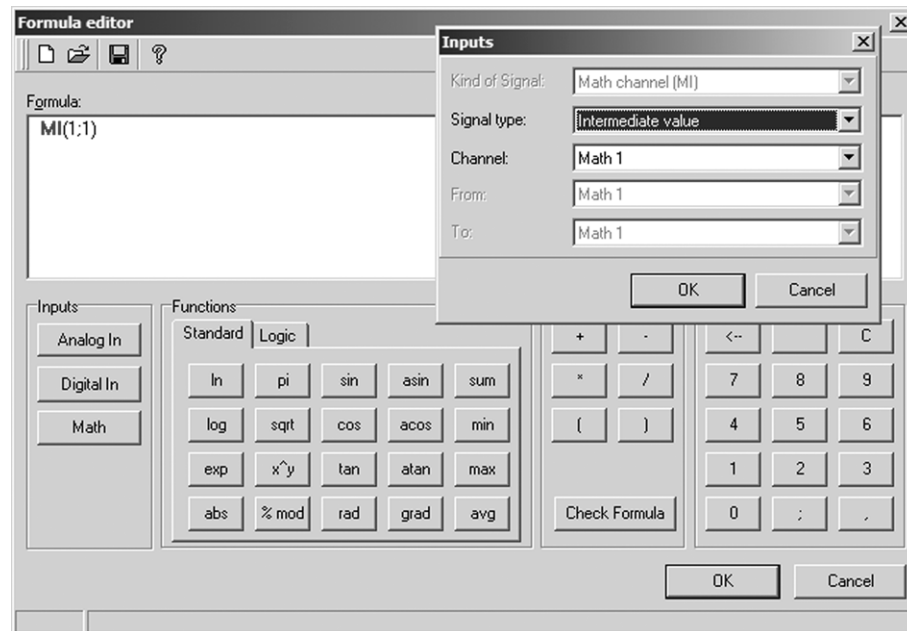 Formula editor
Inputs
Kind of Signal: Math channel (MI)
Signal type: Intermediate value
Channel: Math 1
From: Math 1
To: Math 1
OK Cancel
Formula:
MI(1;1)
Inputs
Analog In
Digital In
Math
Functions
Standard Logic
ln pi sin asin sum
log sqrt cos acos min
exp x^y tan atan max
abs % mod rad grad avg
+ -
* /
( )
Check Formula
<-- C
7 8 9
4 5 6
1 2 3
0 ; ,
OK Cancel